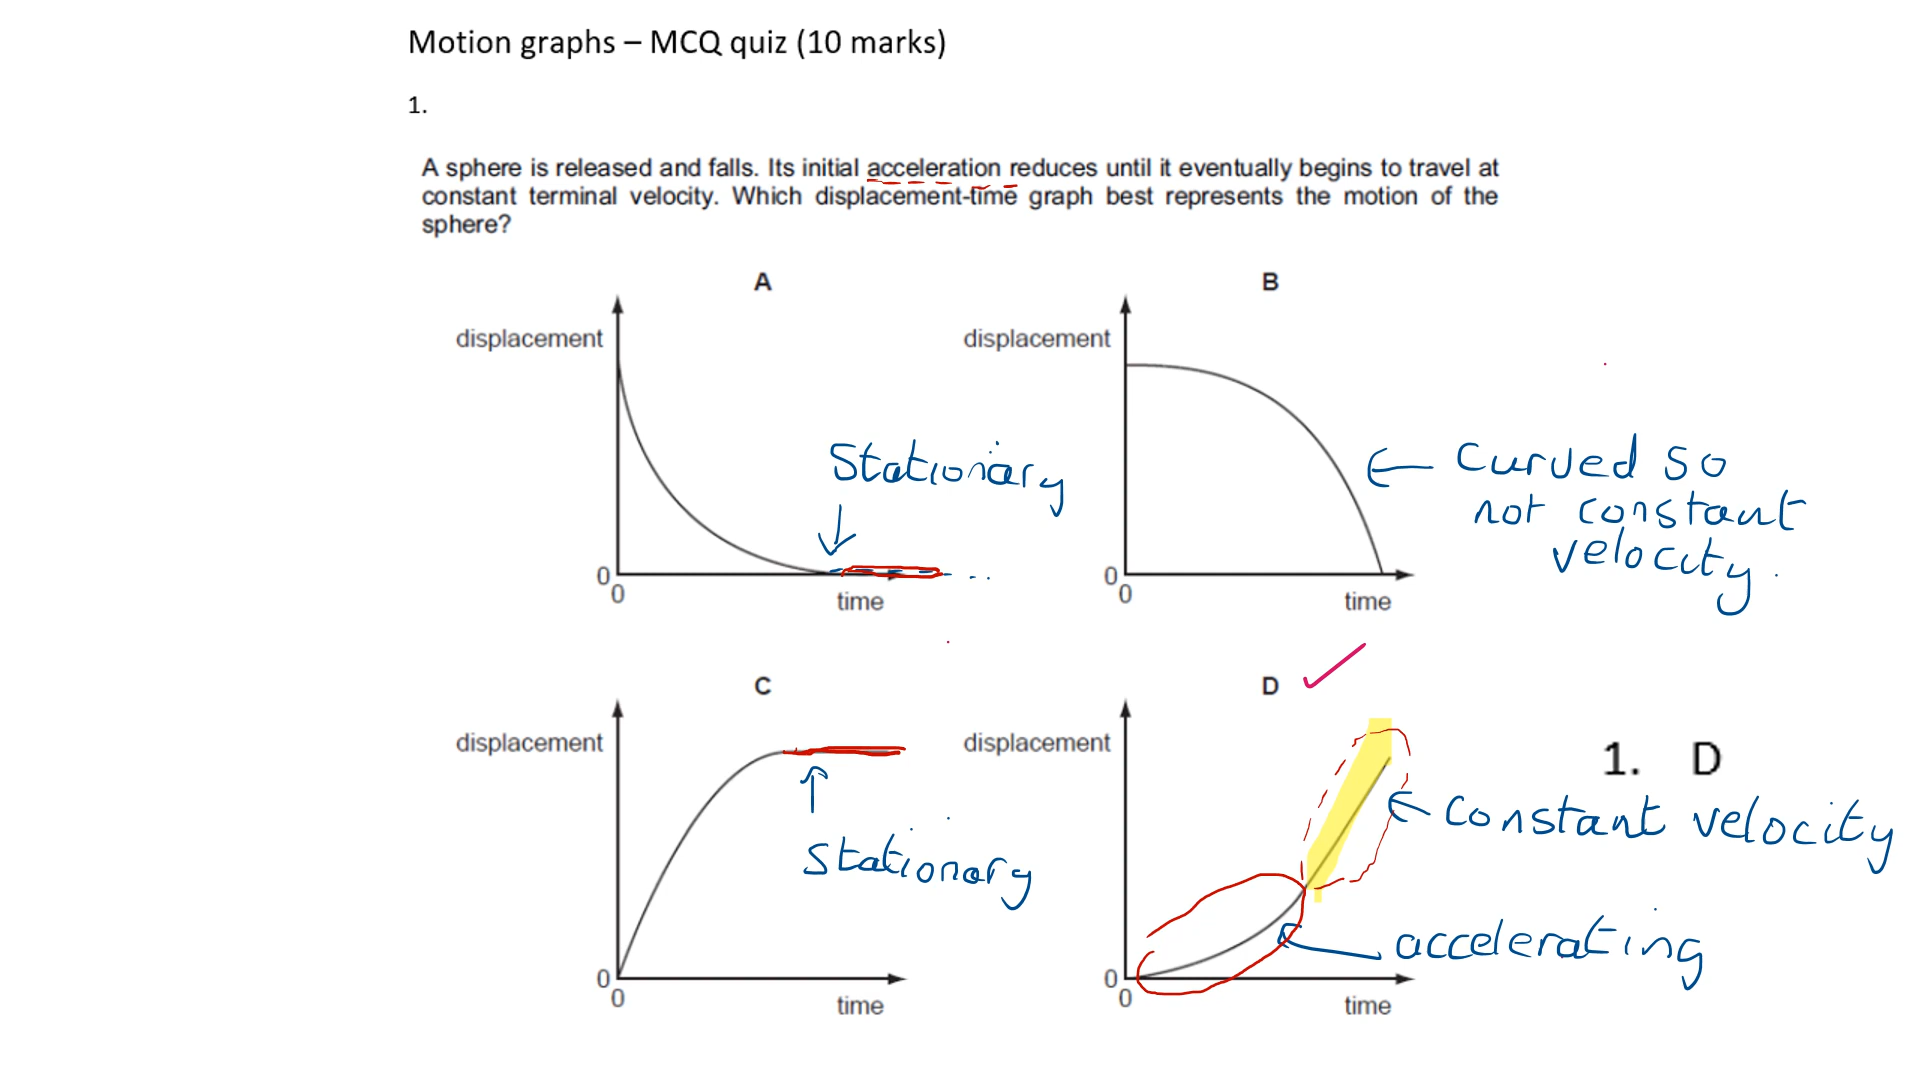 Motion graphs – MCQ quiz (10 marks)
1.
A sphere is released and falls. Its initial acceleration reduces until it eventually begins to travel at
constant terminal velocity. Which displacement-time graph best represents the motion of the
sphere?
A
displacement
Stationary
0
0
time
B
displacement
Curved so
not constant
velocity.
0
0
time
C
displacement
Stationary
0
0
time
D
displacement
1. D
Constant velocity
accelerating
0
0
time